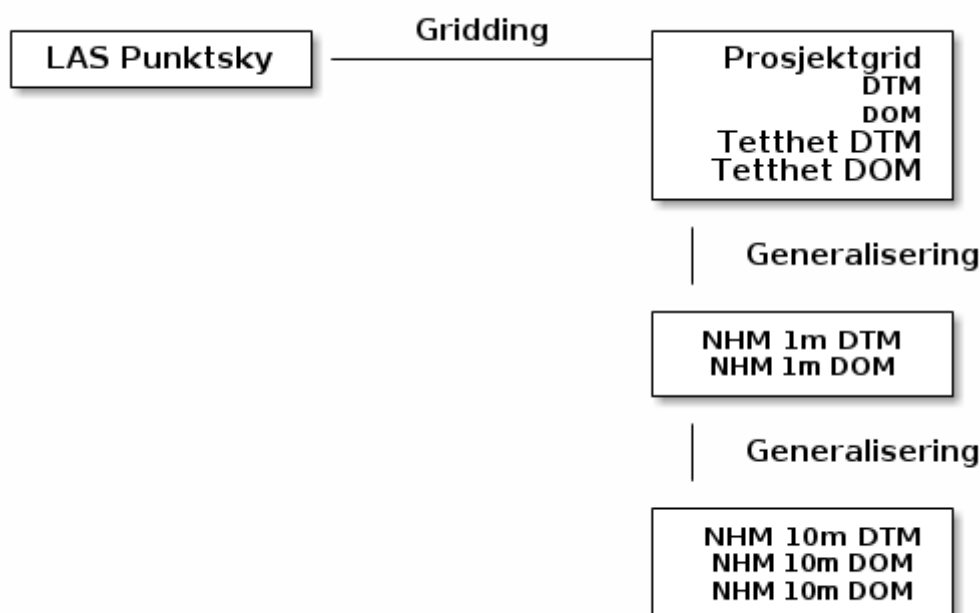 Gridding
LAS Punktsky
Prosjektgrid
DTM
DOM
Tetthet DTM
Tetthet DOM
Generalisering
NHM 1m DTM
NHM 1m DOM
Generalisering
NHM 10m DTM
NHM 10m DOM
NHM 10m DOM